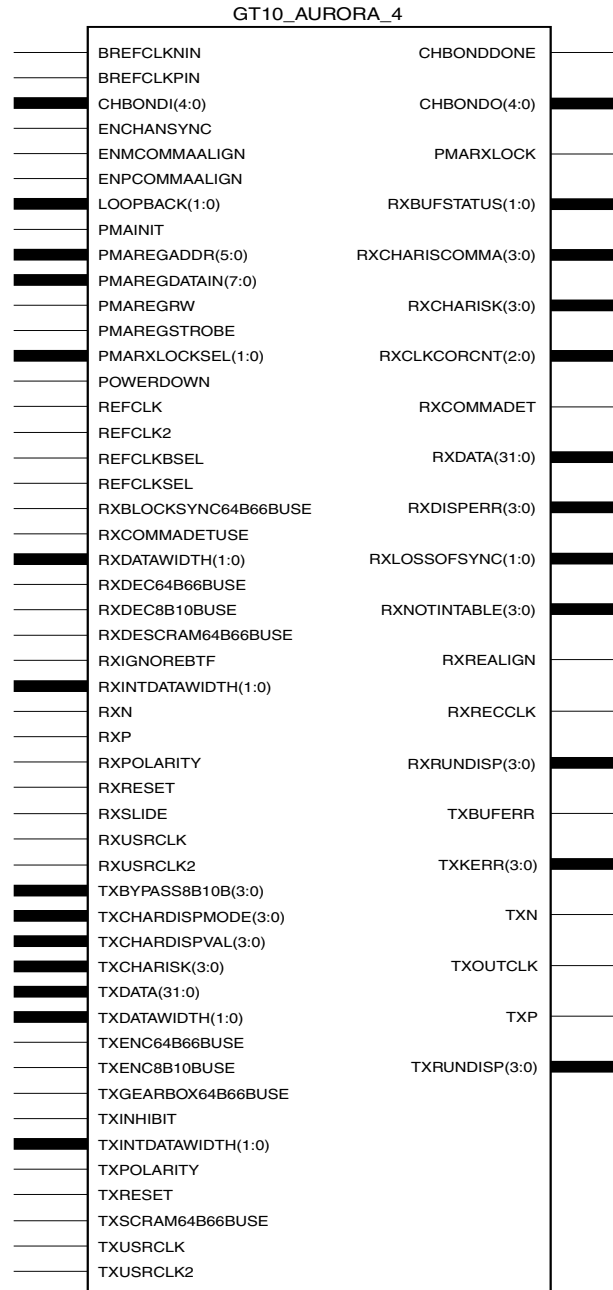 GT10_AURORA_4
BREFCLKNIN
BREFCLKPIN
CHBONDI(4:0)
ENCHANSYNC
ENMCOMMAALIGN
ENPCOMMAALIGN
LOOPBACK(1:0)
PMAINIT
PMAREGADDR(5:0)
PMAREGDATAIN(7:0)
PMAREGRW
PMAREGSTROBE
PMARXLOCKSEL(1:0)
POWERDOWN
REFCLK
REFCLK2
REFCLKBSEL
REFCLKSEL
RXBLOCKSYNC64B66BUSE
RXCOMMADETUSE
RXDATAWIDTH(1:0)
RXDEC64B66BUSE
RXDEC8B10BUSE
RXDESCRAM64B66BUSE
RXIGNOREBTF
RXINTDATAWIDTH(1:0)
RXN
RXP
RXPOLARITY
RXRESET
RXSLIDE
RXUSRCLK
RXUSRCLK2
TXBYPASS8B10B(3:0)
TXCHARDISPMODE(3:0)
TXCHARDISPVAL(3:0)
TXCHARISK(3:0)
TXDATA(31:0)
TXDATAWIDTH(1:0)
TXENC64B66BUSE
TXENC8B10BUSE
TXGEARBOX64B66BUSE
TXINHIBIT
TXINTDATAWIDTH(1:0)
TXPOLARITY
TXRESET
TXSCRAM64B66BUSE
TXUSRCLK
TXUSRCLK2
CHBONDDONE
CHBONDO(4:0)
PMARXLOCK
RXBUFSTATUS(1:0)
RXCHARISCOMMA(3:0)
RXCHARISK(3:0)
RXCLKCORCNT(2:0)
RXCOMMADET
RXDATA(31:0)
RXDISPERR(3:0)
RXLOSSOFSYNC(1:0)
RXNOTINTABLE(3:0)
RXREALIGN
RXRECCLK
RXRUNDISP(3:0)
TXBUFERR
TXKERR(3:0)
TXN
TXOUTCLK
TXP
TXRUNDISP(3:0)